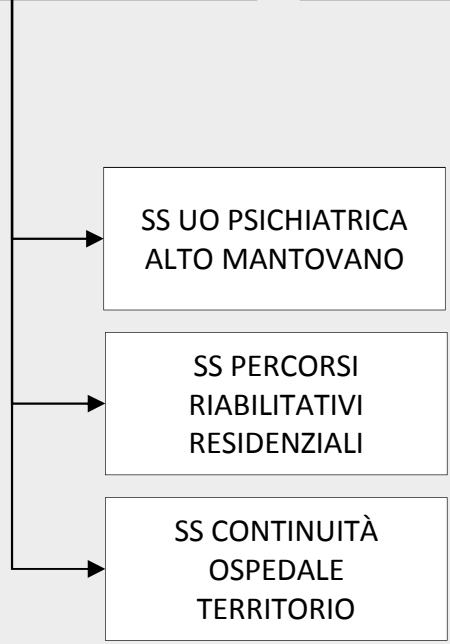 SS UO PSICHIATRICA
ALTO MANTOVANO
SS PERCORSI
RIABILITATIVI
RESIDENZIALI
SS CONTINUITÀ
OSPEDALE
TERRITORIO